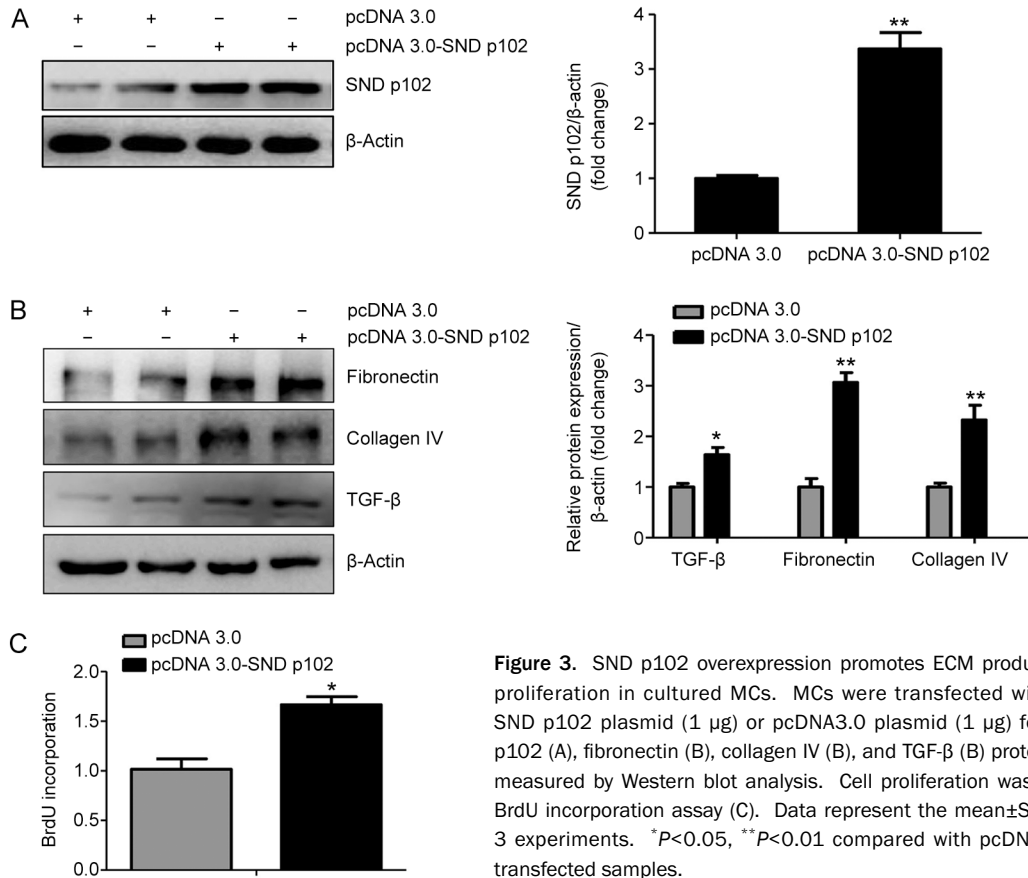 A
+ + – – pcDNA 3.0
– – + + pcDNA 3.0-SND p102
SND p102
β-Actin
SND p102/β-actin
(fold change)
4
3
2
1
0
**
pcDNA 3.0 pcDNA 3.0-SND p102
B
+ + – – pcDNA 3.0
– – + + pcDNA 3.0-SND p102
Fibronectin
Collagen IV
TGF-β
β-Actin
pcDNA 3.0
pcDNA 3.0-SND p102
Relative protein expression/
β-actin (fold change)
4
3
2
1
0
* ** **
TGF-β Fibronectin Collagen IV
C
pcDNA 3.0
pcDNA 3.0-SND p102
BrdU incorporation
2.0
1.5
1.0
0.5
0.0
*
Figure 3. SND p102 overexpression promotes ECM produ
proliferation in cultured MCs. MCs were transfected wi
SND p102 plasmid (1 μg) or pcDNA3.0 plasmid (1 μg) f
p102 (A), fibronectin (B), collagen IV (B), and TGF-β (B) prot
measured by Western blot analysis. Cell proliferation was
BrdU incorporation assay (C). Data represent the mean±S
3 experiments. *P<0.05, **P<0.01 compared with pcDN
transfected samples.